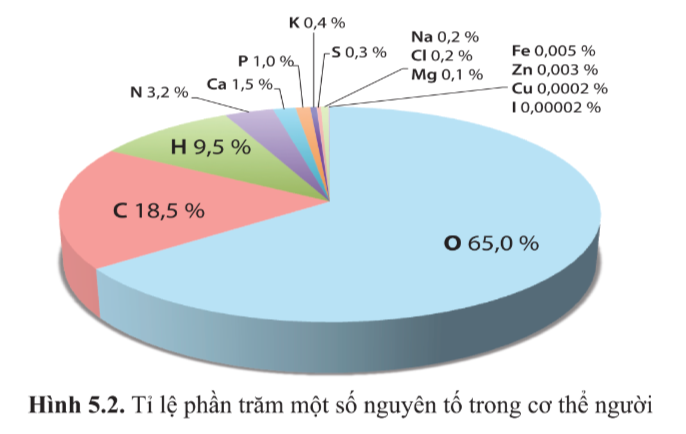 K 0,4 %
Na 0,2 %
S 0,3 %
Cl 0,2 %
Fe 0,005 %
P 1,0 %
Mg 0,1 %
Zn 0,003 %
Ca 1,5 %
Cu 0,0002 %
N 3,2 %
I 0,00002 %
H 9,5 %
C 18,5 %
O 65,0 %
Hình 5.2. Tỉ lệ phần trăm một số nguyên tố trong cơ thể người